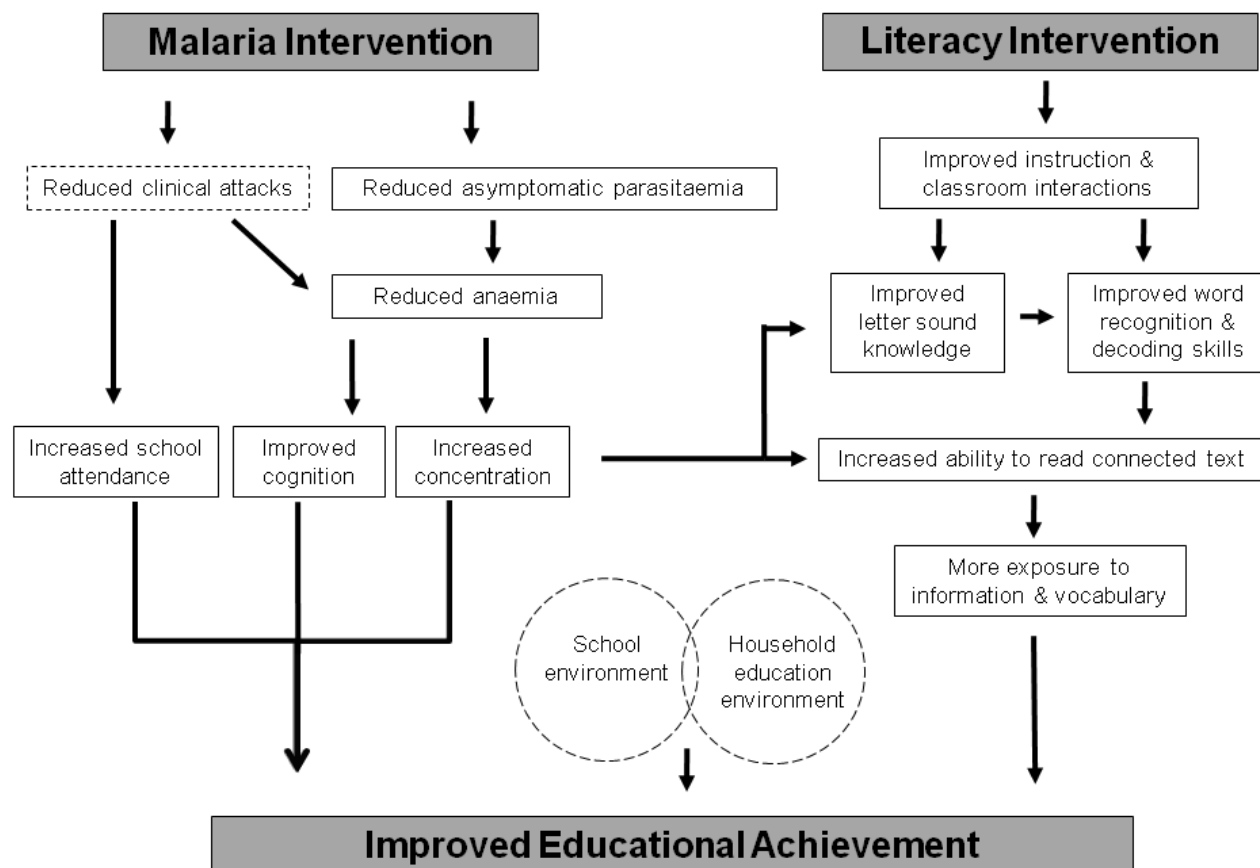 Malaria Intervention
Literacy Intervention
Reduced clinical attacks
Reduced asymptomatic parasitaemia
Improved instruction &
classroom interactions
Reduced anaemia
Improved
letter sound
knowledge
Improved word
recognition &
decoding skills
Increased school
attendance
Improved
cognition
Increased
concentration
Increased ability to read connected text
More exposure to
information & vocabulary
School
environment
Household
education
environment
Improved Educational Achievement